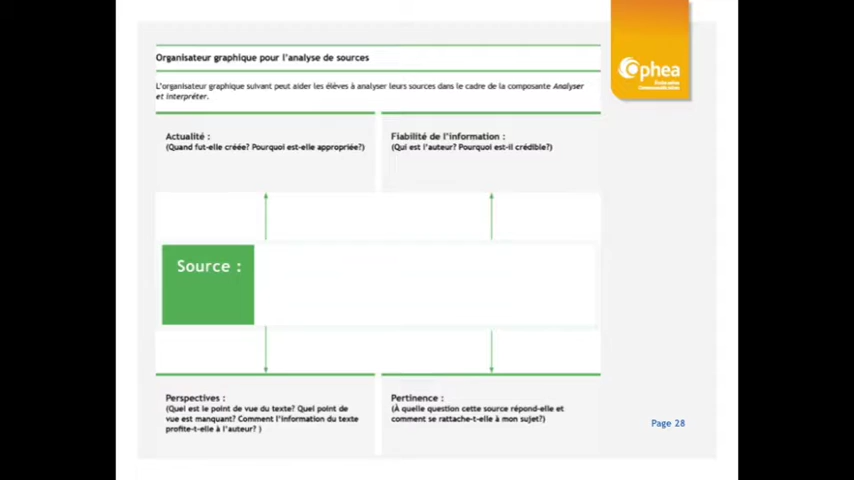 Organisateur graphique pour l'analyse de sources
L'organisateur graphique suivant peut aider les élèves à analyser leurs sources dans le cadre de la composante Analyser
et interpréter.
Actualité :
(Quand fut-elle créée? Pourquoi est-elle appropriée?)
Fiabilité de l'information :
(Qui est l'auteur? Pourquoi est-il crédible?)
Source :
Perspectives :
(Quel est le point de vue du texte? Quel point de
vue est manquant? Comment l'information du texte
profite-t-elle à l'auteur? )
Pertinence :
(À quelle question cette source répond-elle et
comment se rattache-t-elle à mon sujet?)
Page 28
Ophea